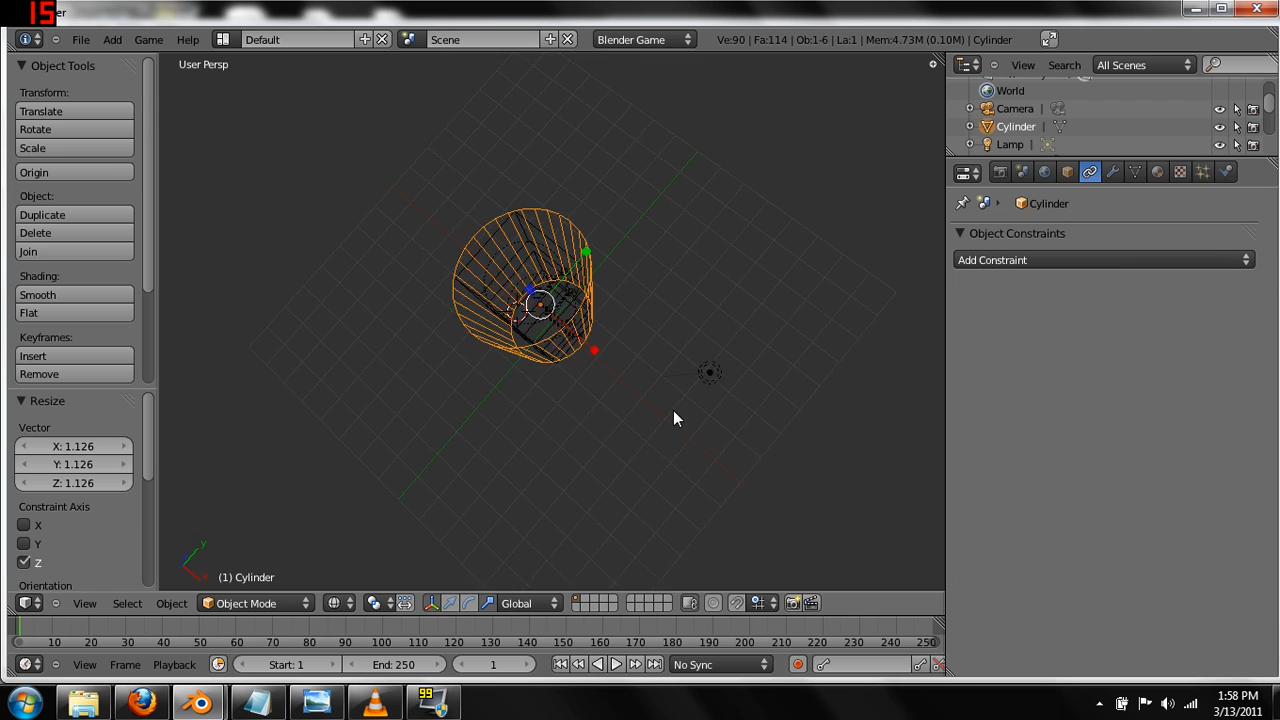 15
er
File Add Game Help Default Scene Blender Game Ve:90 | Fa:114 | Ob:1-6 | La:1 | Mem:4.73M (0.10M) | Cylinder
Object Tools
Transform:
Translate
Rotate
Scale
Origin
Object:
Duplicate
Delete
Join
Shading:
Smooth
Flat
Keyframes:
Insert
Remove
Resize
Vector
X: 1.126
Y: 1.126
Z: 1.126
Constraint Axis
X
Y
Z
Orientation
User Persp
y
x
(1) Cylinder
View Search All Scenes
World
Camera
Cylinder
Lamp
Cylinder
Object Constraints
Add Constraint
View Select Object Object Mode Global
10 20 30 40 50 60 70 80 90 100 110 120 130 140 150 160 170 180 190 200 210 220 230 240 250
View Frame Playback Start: 1 End: 250 1 No Sync
99
1:58 PM
3/13/2011